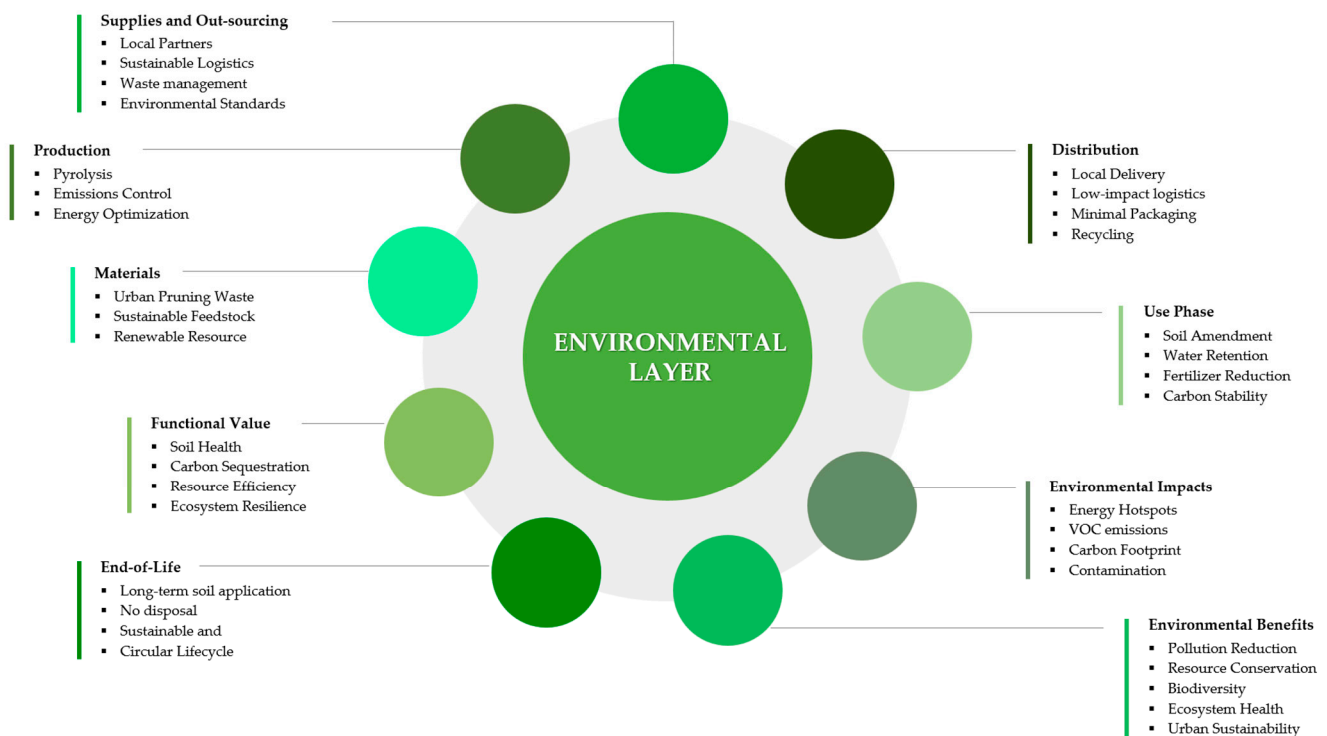 Supplies and Out-sourcing
▪ Local Partners
▪ Sustainable Logistics
▪ Waste management
▪ Environmental Standards
Production
▪ Pyrolysis
▪ Emissions Control
▪ Energy Optimization
Materials
▪ Urban Pruning Waste
▪ Sustainable Feedstock
▪ Renewable Resource
Functional Value
▪ Soil Health
▪ Carbon Sequestration
▪ Resource Efficiency
▪ Ecosystem Resilience
End-of-Life
▪ Long-term soil application
▪ No disposal
▪ Sustainable and
▪ Circular Lifecycle
ENVIRONMENTAL
LAYER
Distribution
▪ Local Delivery
▪ Low-impact logistics
▪ Minimal Packaging
▪ Recycling
Use Phase
▪ Soil Amendment
▪ Water Retention
▪ Fertilizer Reduction
▪ Carbon Stability
Environmental Impacts
▪ Energy Hotspots
▪ VOC emissions
▪ Carbon Footprint
▪ Contamination
Environmental Benefits
▪ Pollution Reduction
▪ Resource Conservation
▪ Biodiversity
▪ Ecosystem Health
▪ Urban Sustainability